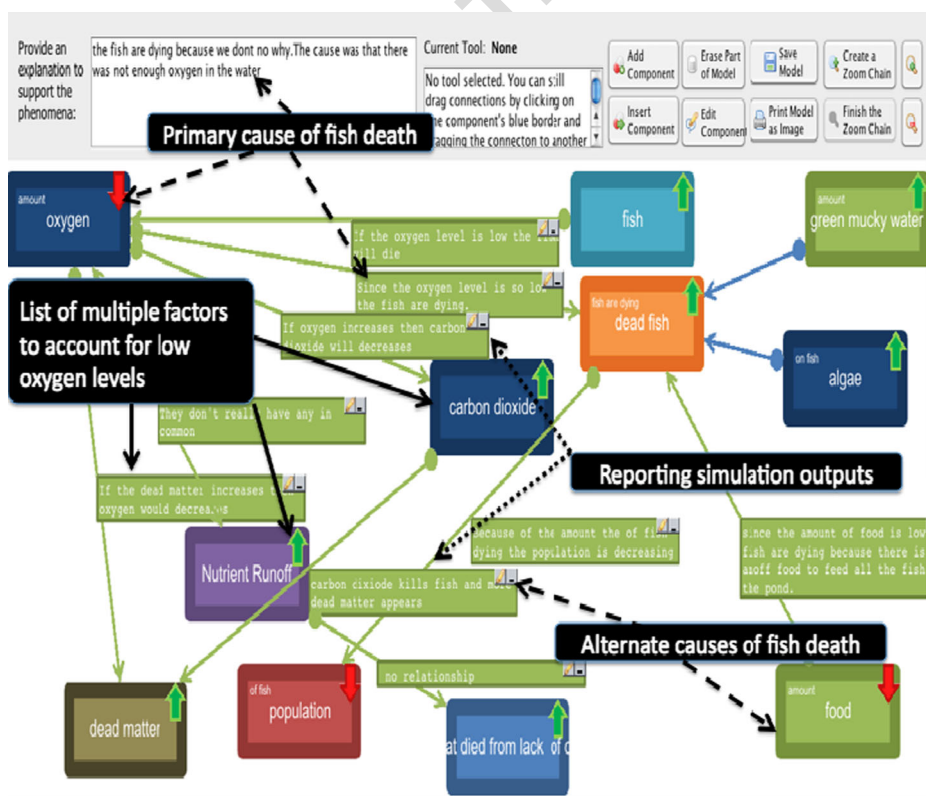 Provide an
explanation to
support the
phenomena:
the fish are dying because we dont no why.The cause was that there
was not enough oxygen in the water
Current Tool: None
No tool selected. You can still
drag connections by clicking on
the component's blue border and
dragging the connecton to another
Add
Component
Erase Part
of Model
Save
Model
Create a
Zoom Chain
Insert
Component
Edit
Component
Print Model
as Image
Finish the
Zoom Chain
Primary cause of fish death
amount
oxygen
fish
amount
green mucky water
If the oxygen level is low the
will die
Since the oxygen level is so low
the fish are dying.
fish are dying
dead fish
List of multiple factors
to account for low
oxygen levels
If oxygen increases then carbon
dioxide will decreases
on fish
algae
carbon dioxide
They don't really have any in
common
Reporting simulation outputs
If the dead matter increases
oxygen would decreases
because of the amount the of
dying the population is decreasing
since the amount of food is low
fish are dying because there is
food to feed all the fish
the pond.
Nutrient Runoff
carbon cixiode kills fish and more
dead matter appears
Alternate causes of fish death
no relationship
dead matter
of fish
population
at died from lack of
amount
food